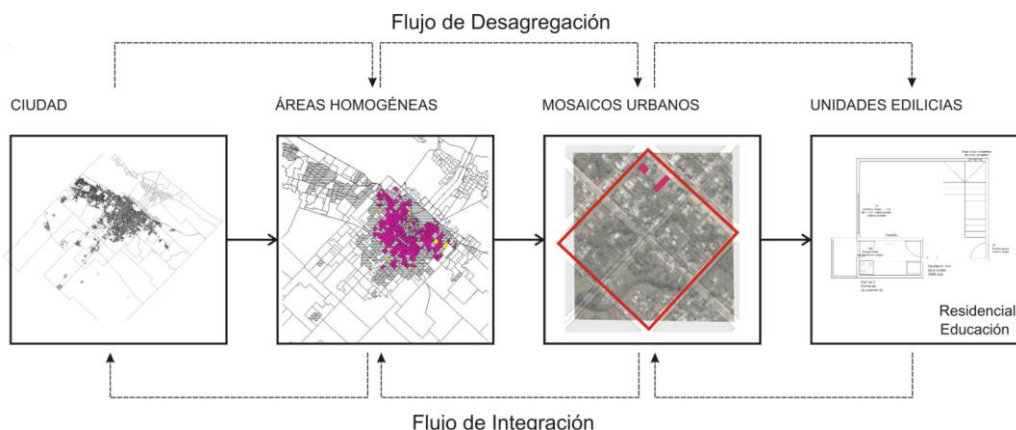 Flujo de Desagregación
CIUDAD
ÁREAS HOMOGÉNEAS
MOSAICOS URBANOS
UNIDADES EDILICIAS
Residencial
Educación
Flujo de Integración